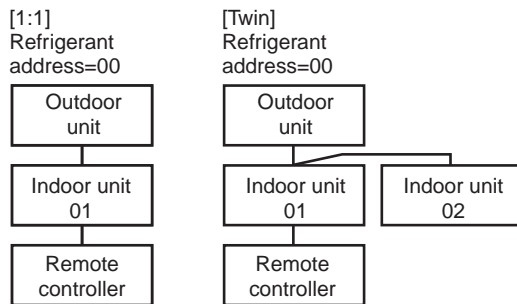 [1:1]
Refrigerant
address=00
Outdoor
unit
Indoor unit
01
Remote
controller
[Twin]
Refrigerant
address=00
Outdoor
unit
Indoor unit
01
Indoor unit
02
Remote
controller